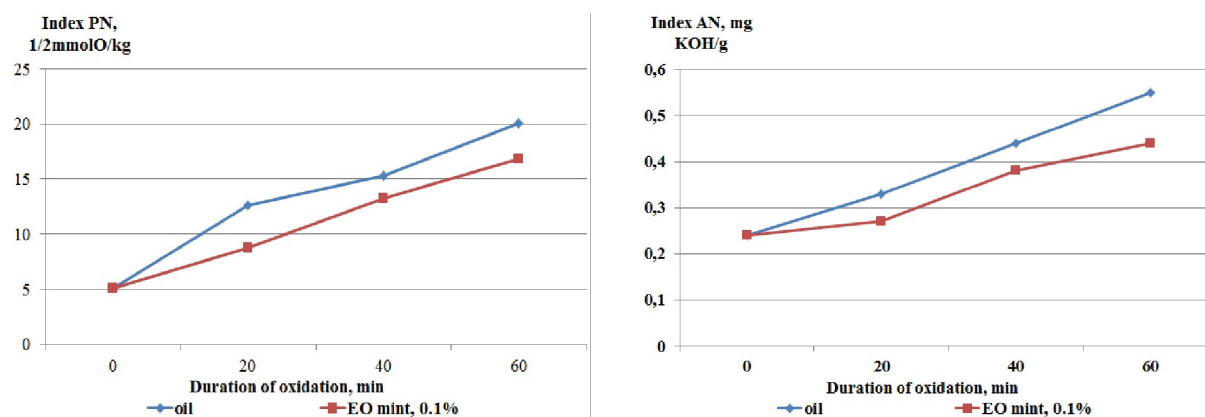 Index PN,
1/2mmolO/kg
25
20
15
10
5
0
0 20 40 60
Duration of oxidation, min
oil EO mint, 0.1%
Index AN, mg
KOH/g
0,6
0,5
0,4
0,3
0,2
0,1
0
0 20 40 60
Duration of oxidation, min
oil EO mint, 0.1%